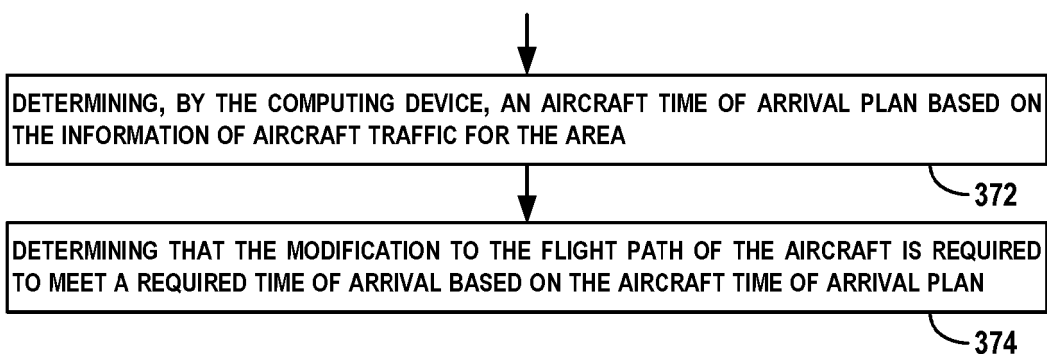 DETERMINING, BY THE COMPUTING DEVICE, AN AIRCRAFT TIME OF ARRIVAL PLAN BASED ON
THE INFORMATION OF AIRCRAFT TRAFFIC FOR THE AREA
372
DETERMINING THAT THE MODIFICATION TO THE FLIGHT PATH OF THE AIRCRAFT IS REQUIRED
TO MEET A REQUIRED TIME OF ARRIVAL BASED ON THE AIRCRAFT TIME OF ARRIVAL PLAN
374